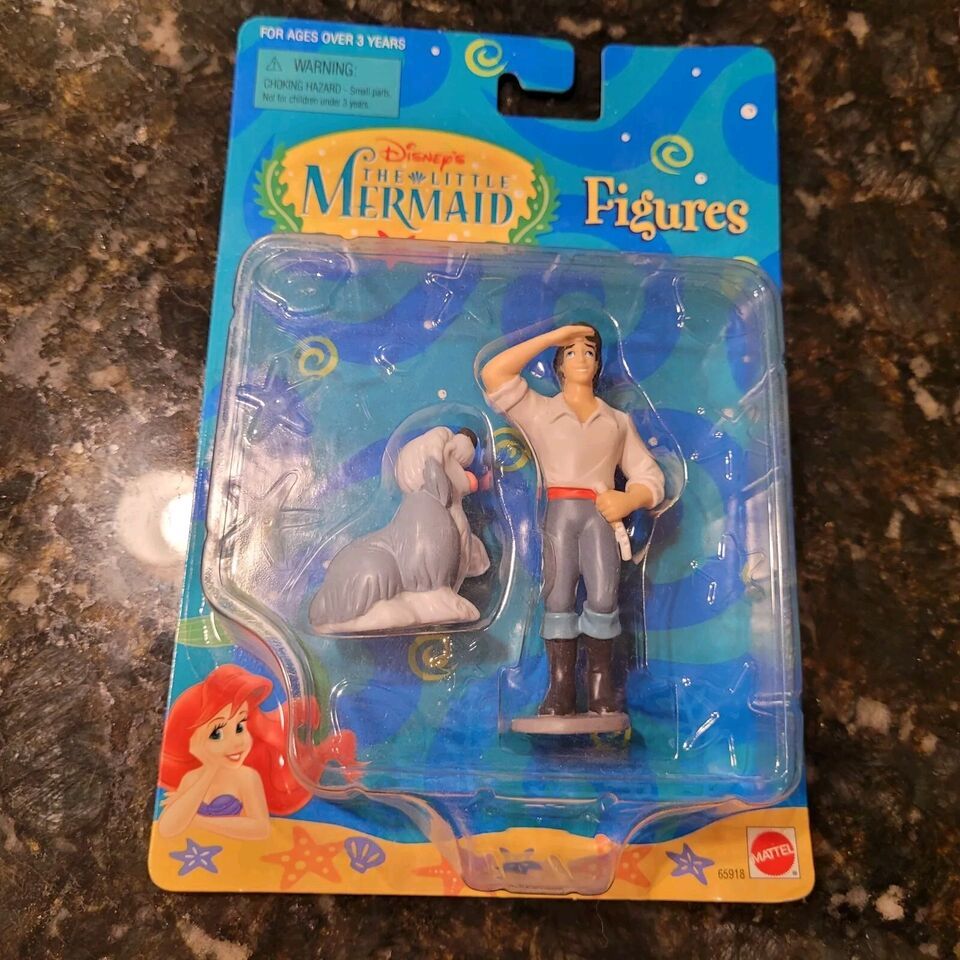 FOR AGES OVER 3 YEARS
⚠ WARNING:
CHOKING HAZARD - Small parts.
Not for children under 3 years.
Disney's
THE LITTLE
MERMAID
Figures
65918
MATTEL
®